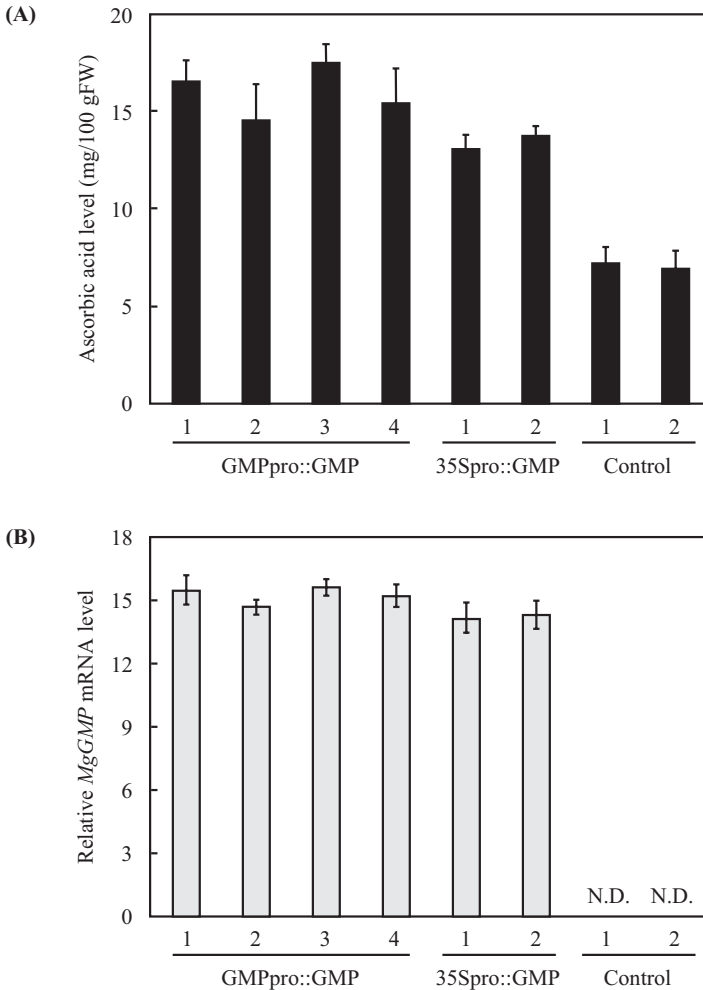 (A)
Ascorbic acid level (mg/100 gFW)
20
15
10
5
0
1 2 3 4 1 2 1 2
GMPpro::GMP 35Spro::GMP Control
(B)
Relative MgGMP mRNA level
18
15
12
9
6
3
0
N.D. N.D.
1 2 3 4 1 2 1 2
GMPpro::GMP 35Spro::GMP Control